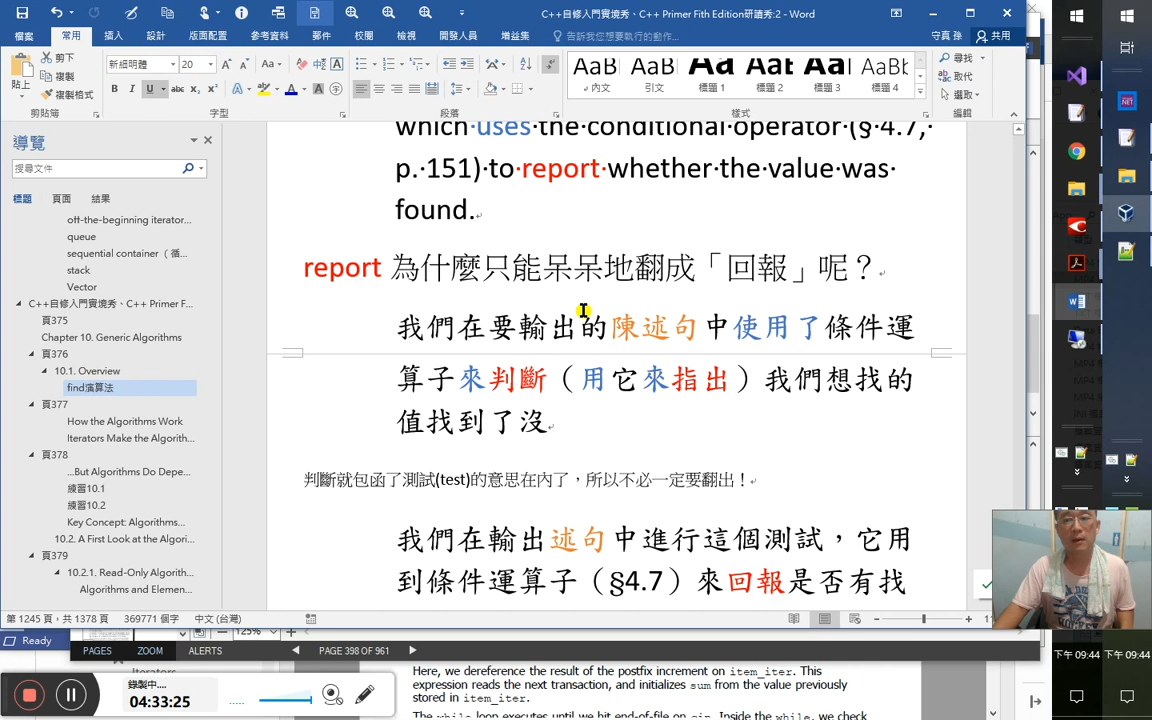 C++自修入門實境秀、C++ Primer Fith Edition研讀秀:2 - Word
檔案 常用 插入 設計 版面配置 參考資料 郵件 校閱 檢視 開發人員 增益集 告訴我您想要執行的動作... 守真 孫 共用
貼上 剪下 複製 複製格式
新細明體 20
AaB AaBb AaB AaB AaB AaBb
內文 引文 標題 1 標題 2 標題 3 標題 4
尋找 取代 選取
剪貼簿 字型 段落 樣式 編輯
導覽
搜尋文件
標題 頁面 結果
off-the-beginning iterator...
queue
sequential container（循...
stack
Vector
C++自修入門實境秀、C++ Primer F...
頁375
Chapter 10. Generic Algorithms
頁376
10.1. Overview
find演算法
頁377
How the Algorithms Work
Iterators Make the Algorith...
頁378
...But Algorithms Do Depe...
練習10.1
練習10.2
Key Concept: Algorithms...
10.2. A First Look at the Algori...
頁379
10.2.1. Read-Only Algorith...
Algorithms and Elemen...
which uses the conditional operator (§ 4.7,
p. 151) to report whether the value was
found.
report 為什麼只能呆呆地翻成「回報」呢？
我們在要輸出的陳述句中使用了條件運
算子來判斷（用它來指出）我們想找的
值找到了沒
判斷就包函了測試(test)的意思在內了，所以不必一定要翻出！
我們在輸出述句中進行這個測試，它用
到條件運算子（§4.7）來回報是否有找
第 1245 頁，共 1378 頁 369771 個字 中文 (台灣)
Ready
125%
PAGES ZOOM ALERTS PAGE 398 OF 961
Here, we dereference the result of the postfix increment on item_iter. This
expression reads the next transaction, and initializes sum from the value previously
stored in item_iter.
The while loop executes until we hit end-of-file on cin. Inside the while, we check
錄製中....
04:33:25
下午 09:44 下午 09:44